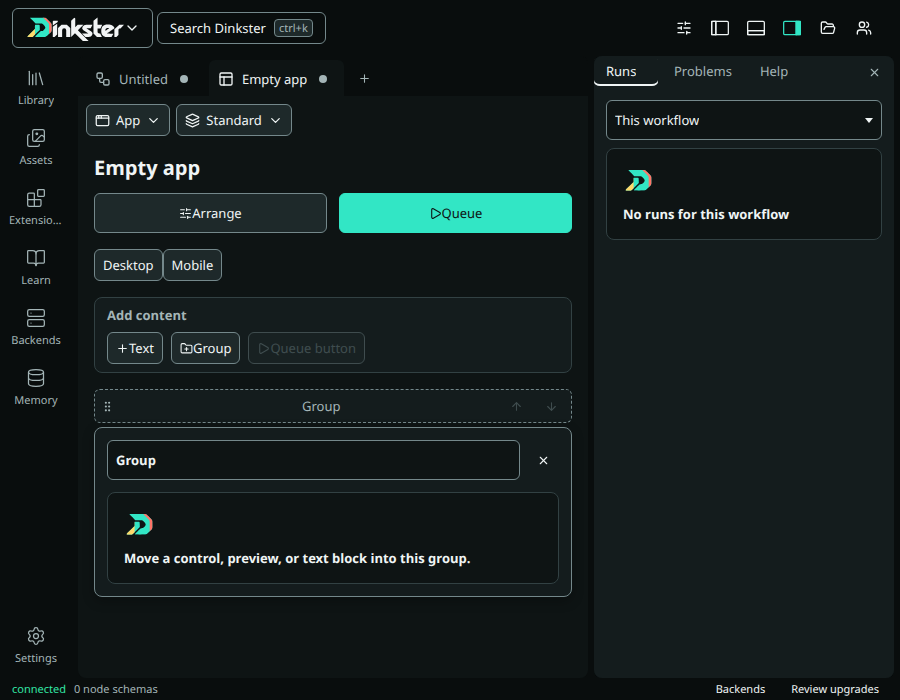 Dinkster
Search Dinkster ctrl+k
Library
Assets
Extensio...
Learn
Backends
Memory
Settings
Untitled
Empty app
App
Standard
Empty app
Arrange
Queue
Desktop
Mobile
Add content
Text
Group
Queue button
Group
Group
Move a control, preview, or text block into this group.
Runs
Problems
Help
This workflow
No runs for this workflow
connected
0 node schemas
Backends
Review upgrades